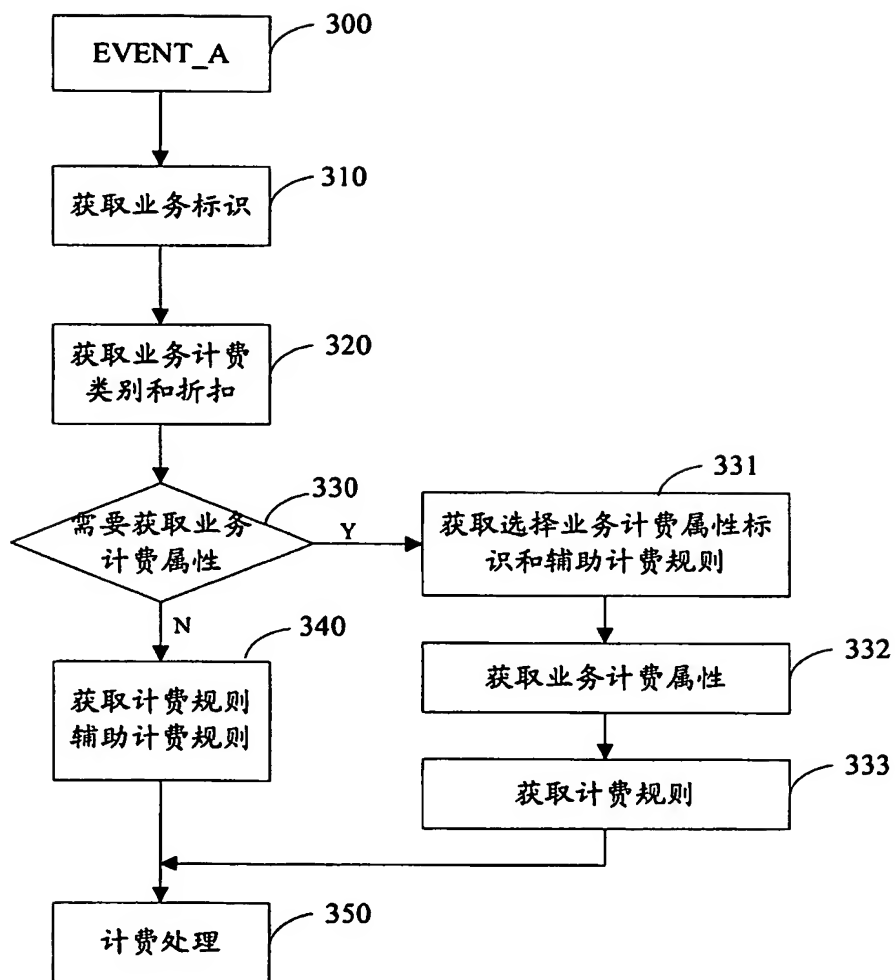 EVENT_A
300
获取业务标识
310
获取业务计费
类别和折扣
320
需要获取业务
计费属性
330
Y
N
获取选择业务计费属性标
识和辅助计费规则
331
获取业务计费属性
332
获取计费规则
333
获取计费规则
辅助计费规则
340
计费处理
350